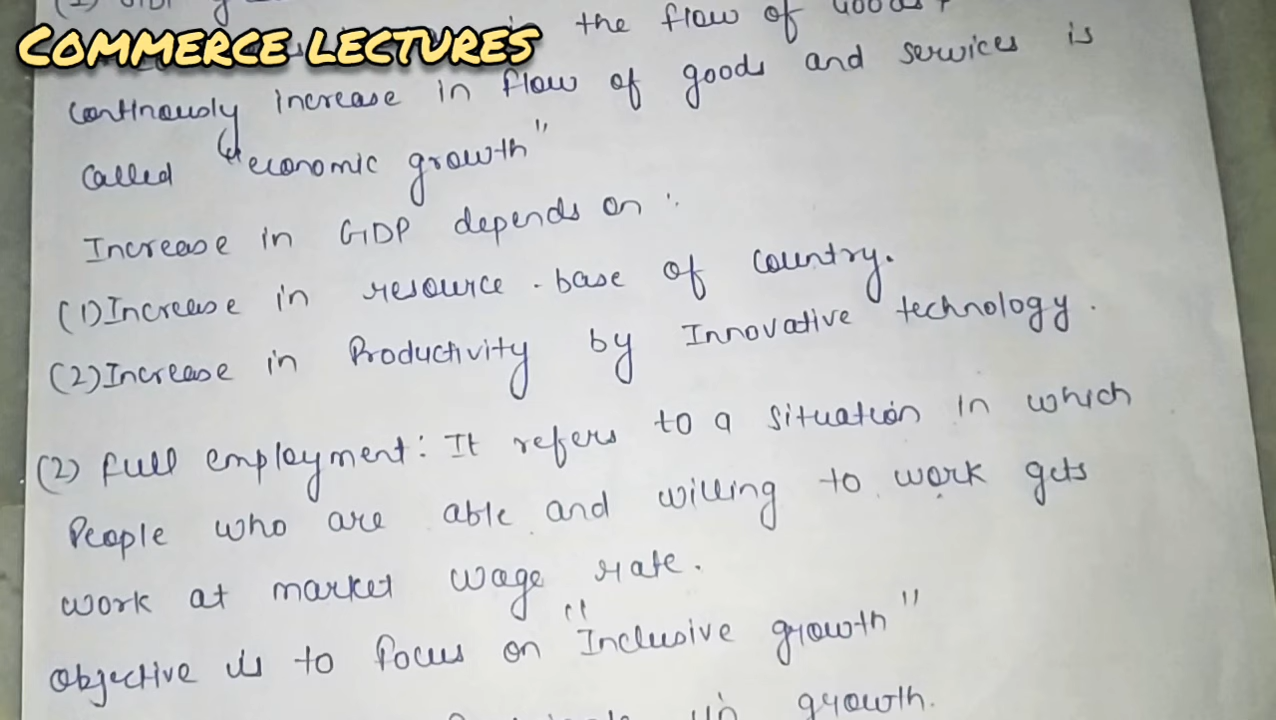 the flow of Goods
COMMERCE LECTURES
continously increase in flow of goods and services is
called "economic growth"
Increase in GDP depends on :
(1) Increase in resource-base of country.
(2) Increase in Productivity by Innovative technology.
(2) full employment: It refers to a situation in which
People who are able and willing to work gets
work at market wage rate.
objective is to focus on "Inclusive growth"
in growth.